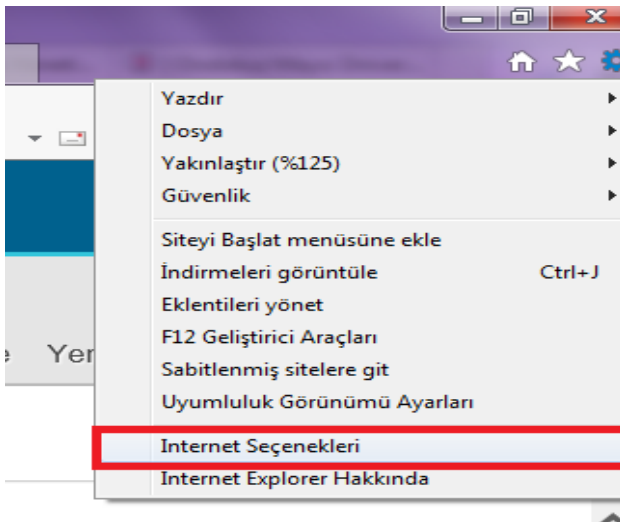 Yazdır
Dosya
Yakınlaştır (%125)
Güvenlik
Siteyi Başlat menüsüne ekle
İndirmeleri görüntüle Ctrl+J
Eklentileri yönet
F12 Geliştirici Araçları
Sabitlenmiş sitelere git
Yer
Uyumluluk Görünümü Ayarları
Internet Seçenekleri
Internet Explorer Hakkında